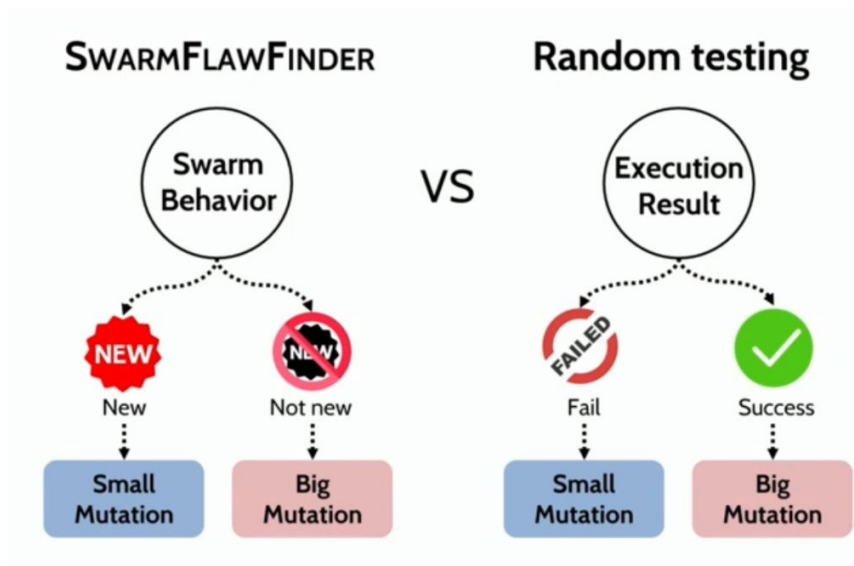 SWARMFLAWFINDER
Random testing
Swarm
Behavior
VS
Execution
Result
NEW
NEW
FAILED
New
Not new
Fail
Success
Small
Mutation
Big
Mutation
Small
Mutation
Big
Mutation